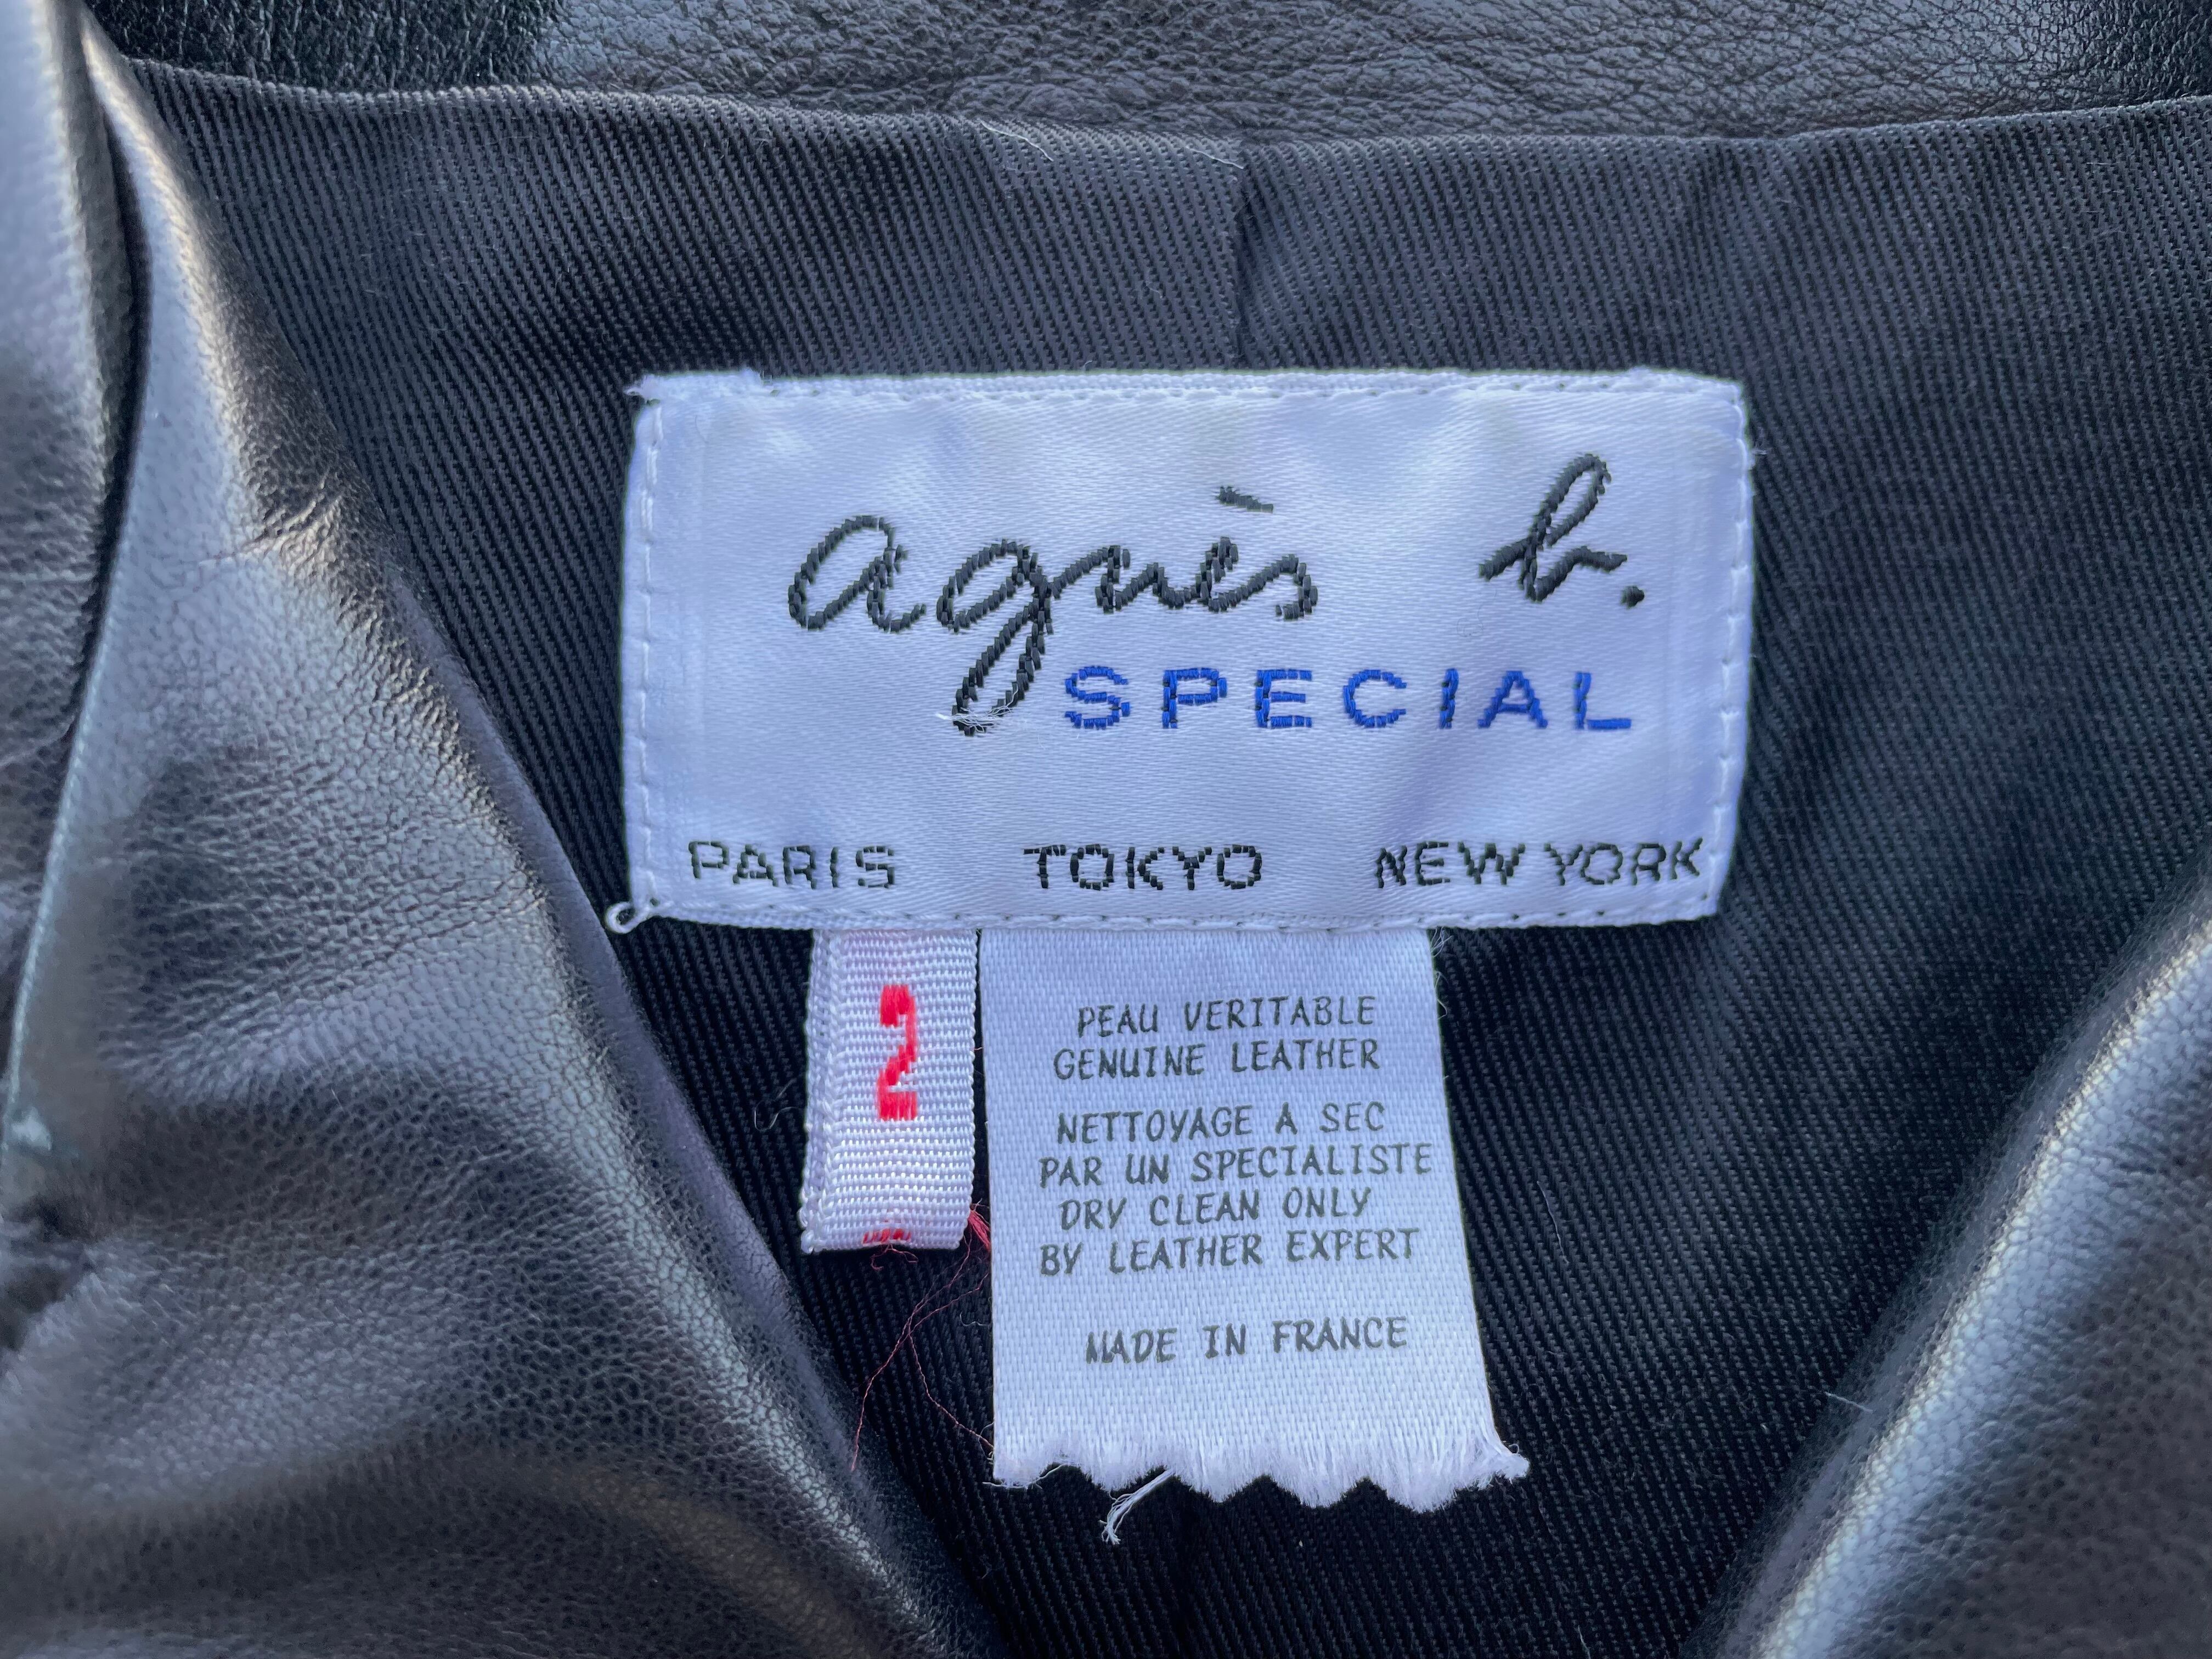 agnès b.
SPECIAL
PARIS TOKYO NEW YORK
2
PEAU VERITABLE
GENUINE LEATHER
NETTOYAGE A SEC
PAR UN SPECIALISTE
DRY CLEAN ONLY
BY LEATHER EXPERT
MADE IN FRANCE